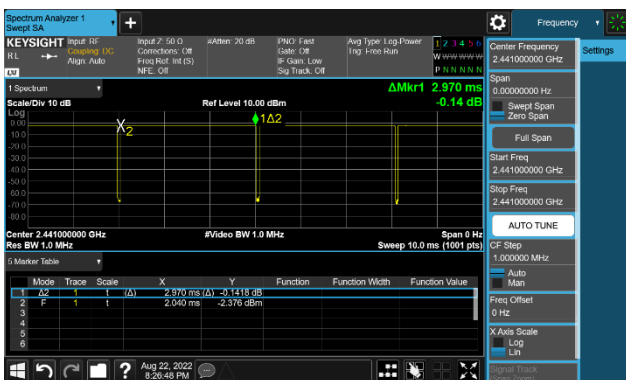 Spectrum Analyzer 1
Swept SA
Frequency
KEYSIGHT
RL
LXI
Input: RF
Coupling: DC
Align: Auto
Input Z: 50 Ω
Corrections: Off
Freq Ref: Int (S)
NFE: Off
#Atten: 20 dB
PNO: Fast
Gate: Off
IF Gain: Low
Sig Track: Off
Avg Type: Log-Power
Trig: Free Run
1 2 3 4 5 6
W W W W W W
P N N N N N
1 Spectrum
Scale/Div 10 dB
Ref Level 10.00 dBm
ΔMkr1 2.970 ms
-0.14 dB
Log
0.00
-10.0
-20.0
-30.0
-40.0
-50.0
-60.0
-70.0
-80.0
X2
1Δ2
Center 2.441000000 GHz
Res BW 1.0 MHz
#Video BW 1.0 MHz
Span 0 Hz
Sweep 10.0 ms (1001 pts)
5 Marker Table
Mode Trace Scale X Y Function Function Width Function Value
1 Δ2 1 t (Δ) 2.970 ms (Δ) -0.1418 dB
2 F 1 t 2.040 ms -2.376 dBm
3
4
5
6
Aug 22, 2022
8:26:48 PM
?
Center Frequency
2.441000000 GHz
Settings
Span
0.00000000 Hz
Swept Span
Zero Span
Full Span
Start Freq
2.441000000 GHz
Stop Freq
2.441000000 GHz
AUTO TUNE
CF Step
1.000000 MHz
Auto
Man
Freq Offset
0 Hz
X Axis Scale
Log
Lin
Signal Track
(Span Zoom)